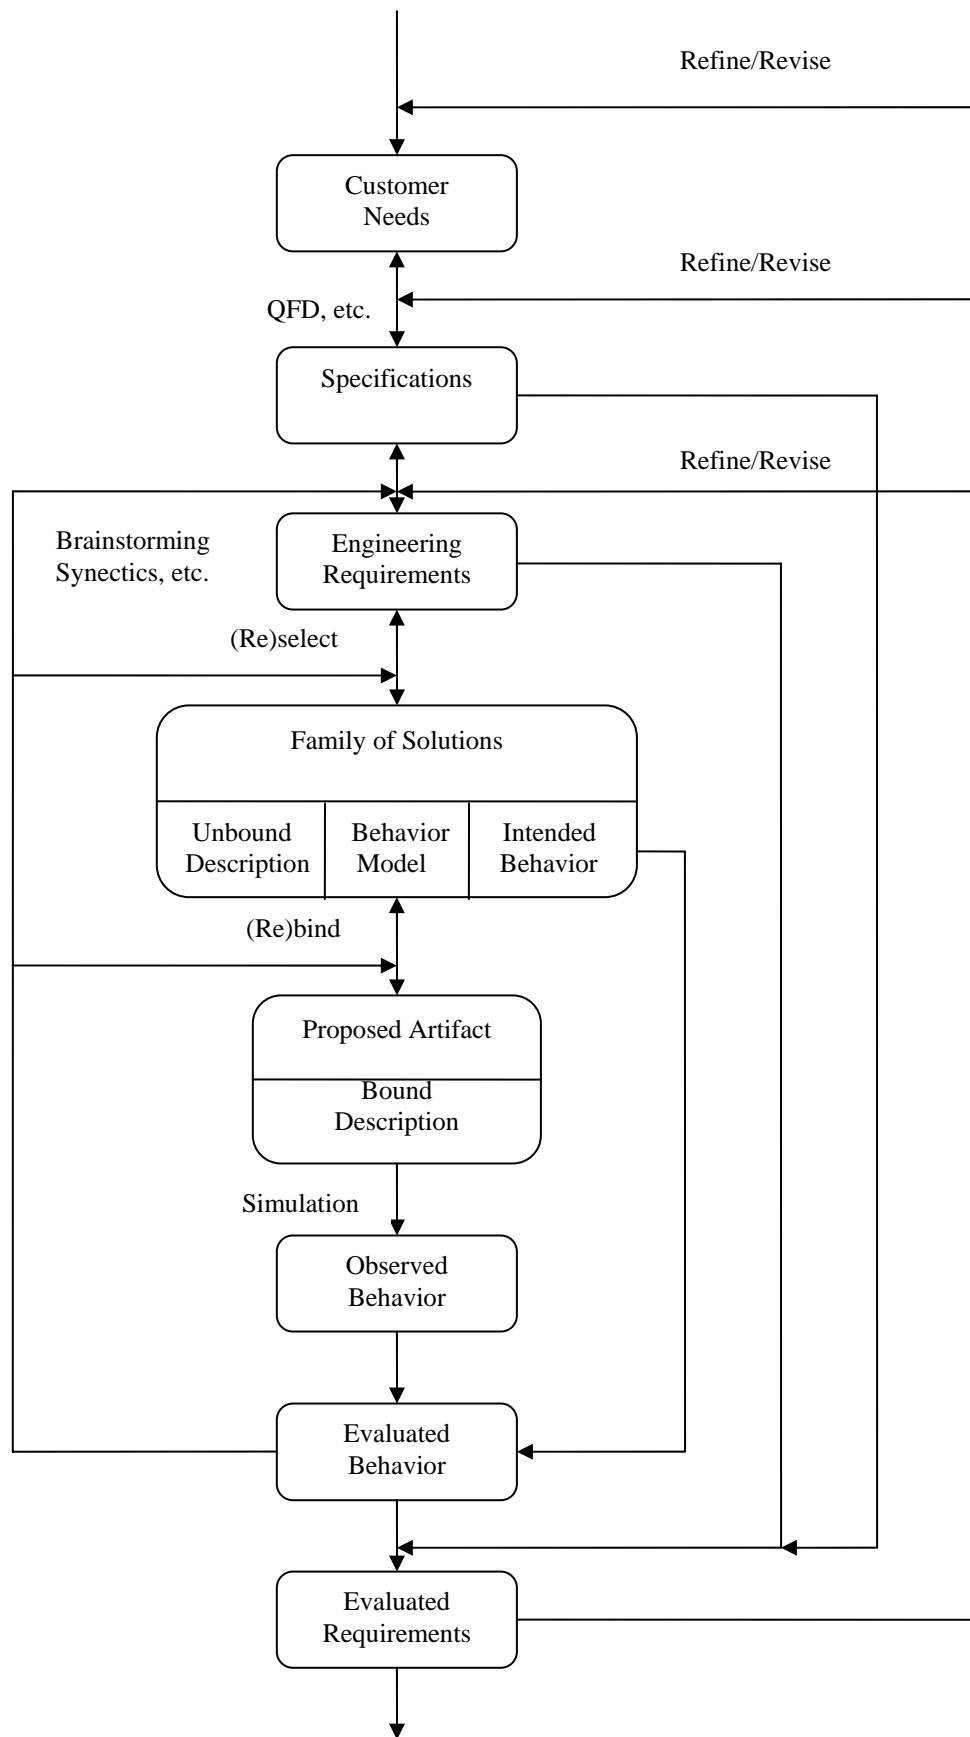 Refine/Revise
Customer
Needs
Refine/Revise
QFD, etc.
Specifications
Refine/Revise
Brainstorming
Synectics, etc.
Engineering
Requirements
(Re)select
Family of Solutions
Unbound
Description
Behavior
Model
Intended
Behavior
(Re)bind
Proposed Artifact
Bound
Description
Simulation
Observed
Behavior
Evaluated
Behavior
Evaluated
Requirements